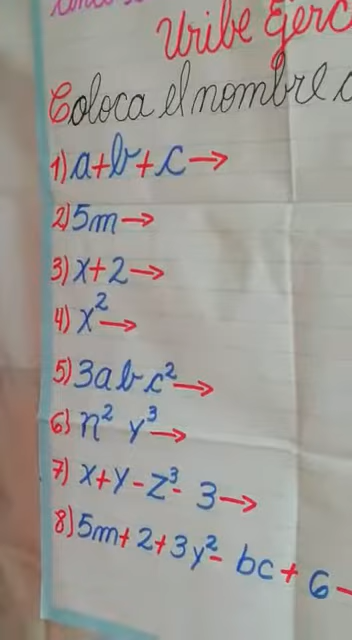 Uribe Ejerc
Coloca el nombre
1) a+b+c→
2) 5m→
3) x+2→
4) x²→
5) 3abc²→
6) n² y³→
7) x+y-z³- 3→
8) 5m+2+3y²- bc+6-